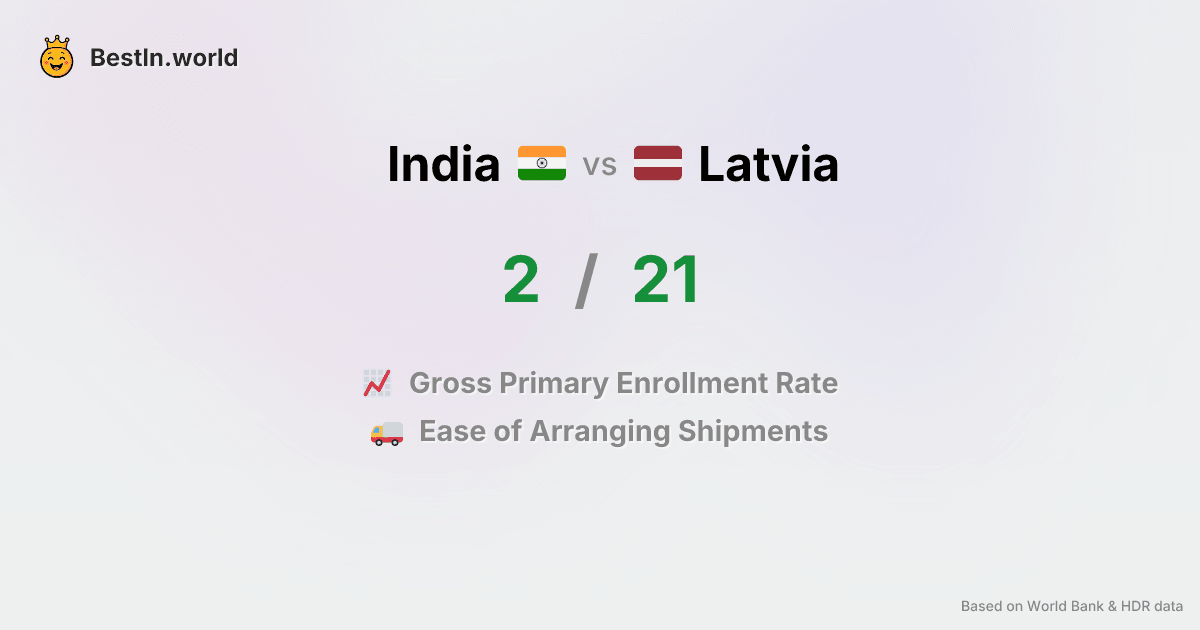 BestIn.world
India vs Latvia
2 / 21
Gross Primary Enrollment Rate
Ease of Arranging Shipments
Based on World Bank & HDR data